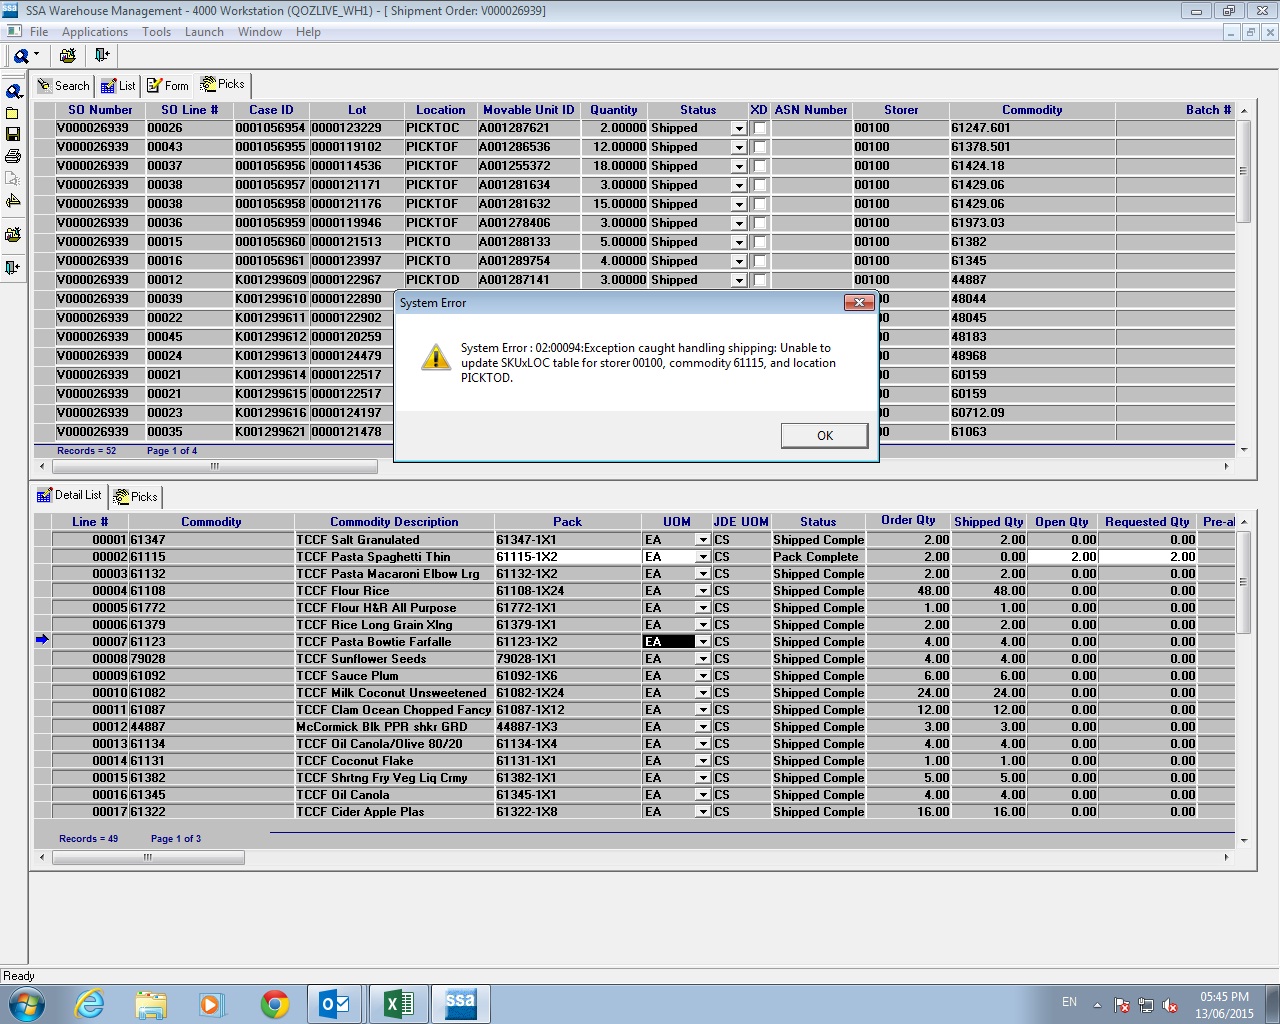 SSA Warehouse Management - 4000 Workstation (QOZLIVE_WH1) - [ Shipment Order: V000026939]
File Applications Tools Launch Window Help
Search List Form Picks
SO Number SO Line # Case ID Lot Location Movable Unit ID Quantity Status XD ASN Number Storer Commodity Batch #
V000026939 00026 0001056954 0000123229 PICKTOC A001287621 2.00000 Shipped 00100 61247.601
V000026939 00043 0001056955 0000119102 PICKTOF A001286536 12.00000 Shipped 00100 61378.501
V000026939 00037 0001056956 0000114536 PICKTOF A001255372 18.00000 Shipped 00100 61424.18
V000026939 00038 0001056957 0000121171 PICKTOF A001281634 3.00000 Shipped 00100 61429.06
V000026939 00038 0001056958 0000121176 PICKTOF A001281632 15.00000 Shipped 00100 61429.06
V000026939 00036 0001056959 0000119946 PICKTOF A001278406 3.00000 Shipped 00100 61973.03
V000026939 00015 0001056960 0000121513 PICKTO A001288133 5.00000 Shipped 00100 61382
V000026939 00016 0001056961 0000123997 PICKTO A001289754 4.00000 Shipped 00100 61345
V000026939 00012 K001299609 0000122967 PICKTOD A001287141 3.00000 Shipped 00100 44887
V000026939 00039 K001299610 0000122890 00 48044
V000026939 00022 K001299611 0000122902 00 48045
V000026939 00045 K001299612 0000120259 00 48183
V000026939 00024 K001299613 0000124479 00 48968
V000026939 00021 K001299614 0000122517 00 60159
V000026939 00021 K001299615 0000122517 00 60159
V000026939 00023 K001299616 0000124197 00 60712.09
V000026939 00035 K001299621 0000121478 00 61063
Records = 52 Page 1 of 4
System Error
System Error : 02:00094:Exception caught handling shipping: Unable to
update SKUxLOC table for storer 00100, commodity 61115, and location
PICKTOD.
OK
Detail List Picks
Line # Commodity Commodity Description Pack UOM JDE UOM Status Order Qty Shipped Qty Open Qty Requested Qty Pre-al
00001 61347 TCCF Salt Granulated 61347-1X1 EA CS Shipped Comple 2.00 2.00 0.00 0.00
00002 61115 TCCF Pasta Spaghetti Thin 61115-1X2 EA CS Pack Complete 2.00 0.00 2.00 2.00
00003 61132 TCCF Pasta Macaroni Elbow Lrg 61132-1X2 EA CS Shipped Comple 2.00 2.00 0.00 0.00
00004 61108 TCCF Flour Rice 61108-1X24 EA CS Shipped Comple 48.00 48.00 0.00 0.00
00005 61772 TCCF Flour H&R All Purpose 61772-1X1 EA CS Shipped Comple 1.00 1.00 0.00 0.00
00006 61379 TCCF Rice Long Grain Xlng 61379-1X1 EA CS Shipped Comple 2.00 2.00 0.00 0.00
00007 61123 TCCF Pasta Bowtie Farfalle 61123-1X2 EA CS Shipped Comple 4.00 4.00 0.00 0.00
00008 79028 TCCF Sunflower Seeds 79028-1X1 EA CS Shipped Comple 4.00 4.00 0.00 0.00
00009 61092 TCCF Sauce Plum 61092-1X6 EA CS Shipped Comple 6.00 6.00 0.00 0.00
00010 61082 TCCF Milk Coconut Unsweetened 61082-1X24 EA CS Shipped Comple 24.00 24.00 0.00 0.00
00011 61087 TCCF Clam Ocean Chopped Fancy 61087-1X12 EA CS Shipped Comple 12.00 12.00 0.00 0.00
00012 44887 McCormick Blk PPR shkr GRD 44887-1X3 EA CS Shipped Comple 3.00 3.00 0.00 0.00
00013 61134 TCCF Oil Canola/Olive 80/20 61134-1X4 EA CS Shipped Comple 4.00 4.00 0.00 0.00
00014 61131 TCCF Coconut Flake 61131-1X1 EA CS Shipped Comple 1.00 1.00 0.00 0.00
00015 61382 TCCF Shrtng Fry Veg Liq Crmy 61382-1X1 EA CS Shipped Comple 5.00 5.00 0.00 0.00
00016 61345 TCCF Oil Canola 61345-1X1 EA CS Shipped Comple 4.00 4.00 0.00 0.00
00017 61322 TCCF Cider Apple Plas 61322-1X8 EA CS Shipped Comple 16.00 16.00 0.00 0.00
Records = 49 Page 1 of 3
Ready
ssa
EN
05:45 PM
13/06/2015